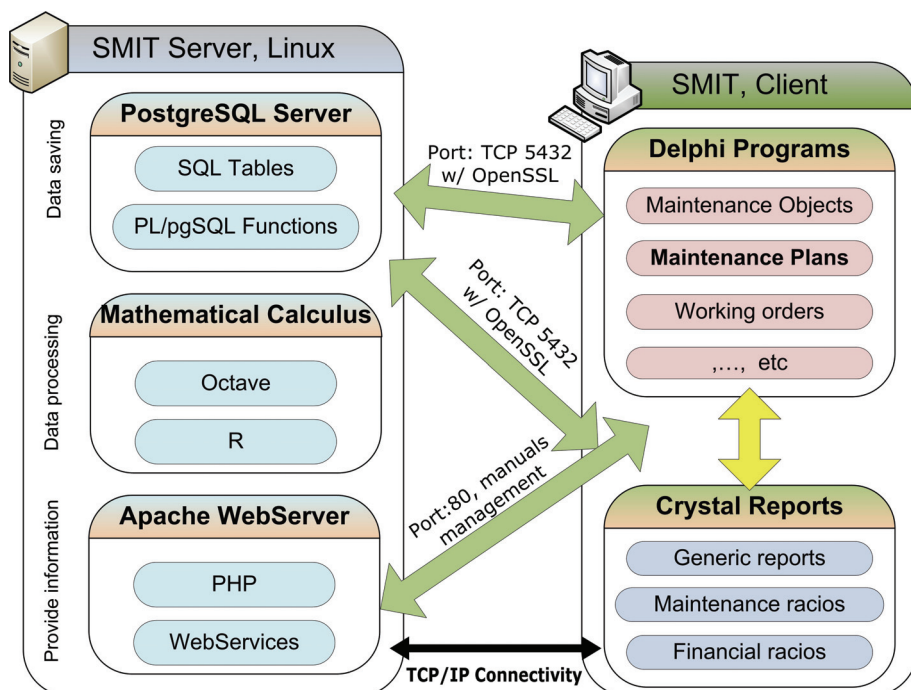 SMIT Server, Linux
Data saving
PostgreSQL Server
SQL Tables
PL/pgSQL Functions
Data processing
Mathematical Calculus
Octave
R
Provide information
Apache WebServer
PHP
WebServices
Port: TCP 5432
w/ OpenSSL
Port: TCP 5432
w/ OpenSSL
Port:80, manuals
management
TCP/IP Connectivity
SMIT, Client
Delphi Programs
Maintenance Objects
Maintenance Plans
Working orders
,..., etc
Crystal Reports
Generic reports
Maintenance racios
Financial racios